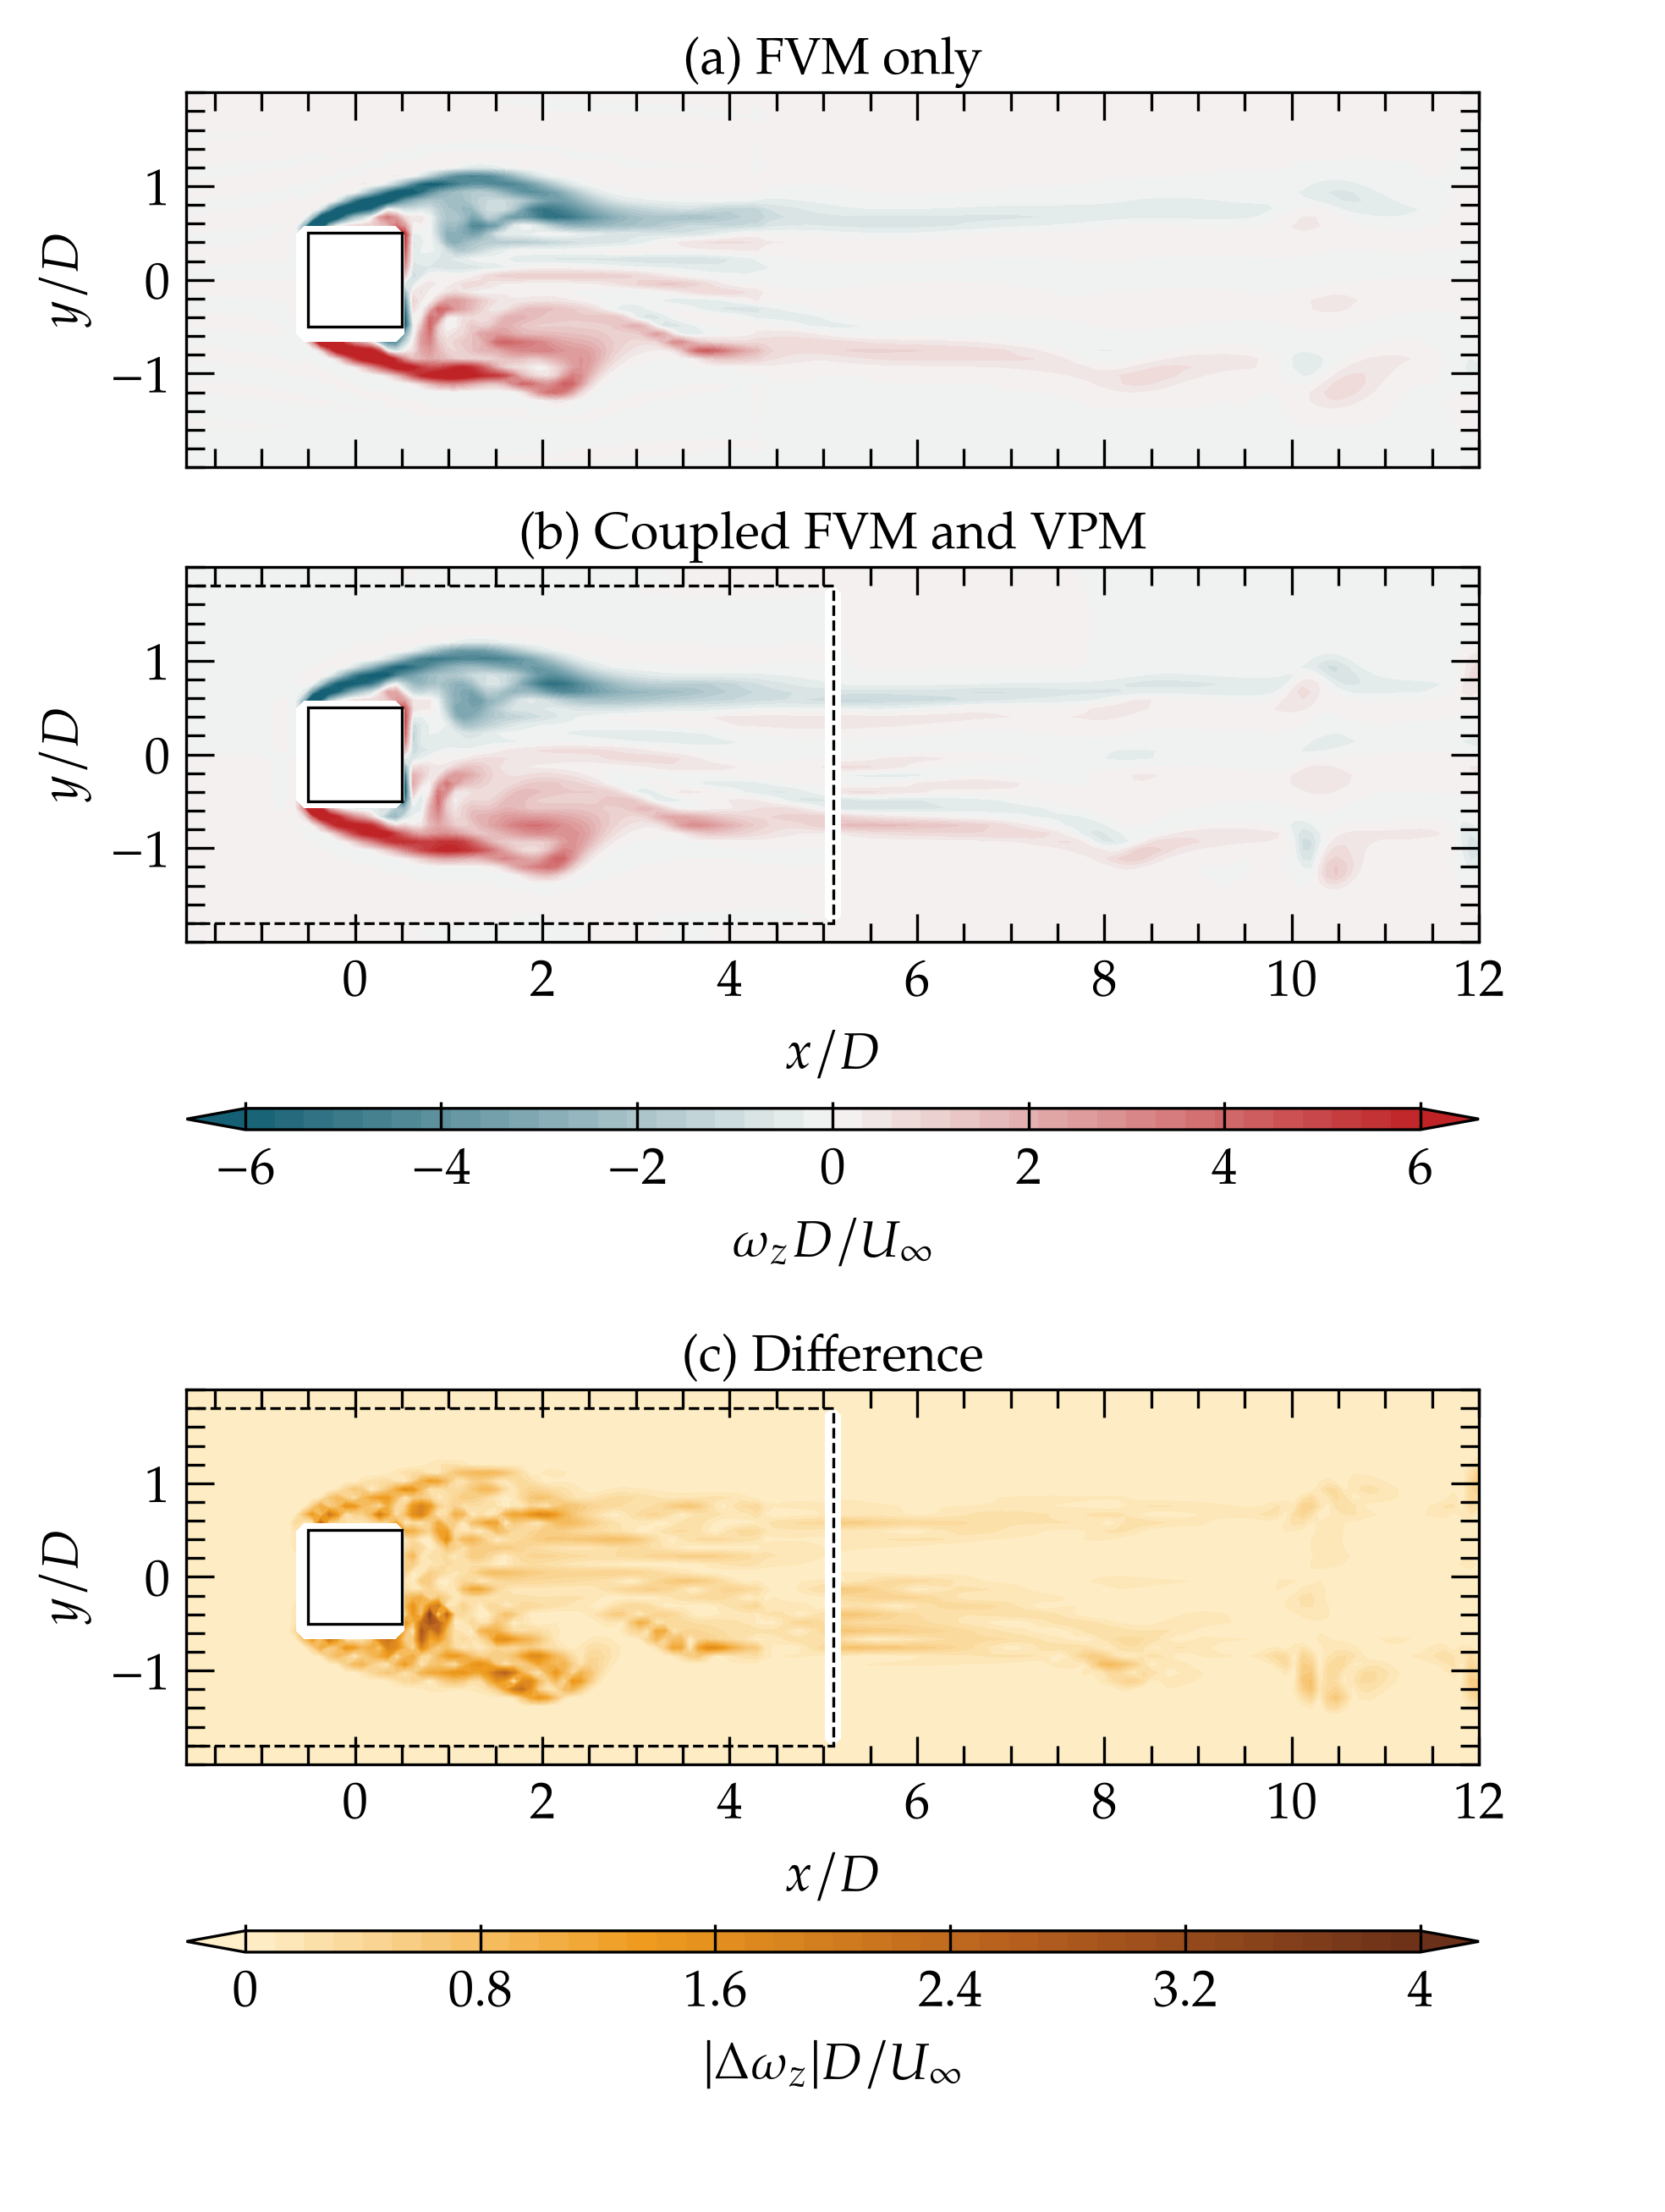 (a) FVM only
y/D
1
0
−1
(b) Coupled FVM and VPM
y/D
1
0
−1
0 2 4 6 8 10 12
x/D
−6 −4 −2 0 2 4 6
ω_z D/U_∞
(c) Difference
y/D
1
0
−1
0 2 4 6 8 10 12
x/D
0 0.8 1.6 2.4 3.2 4
|Δω_z|D/U_∞